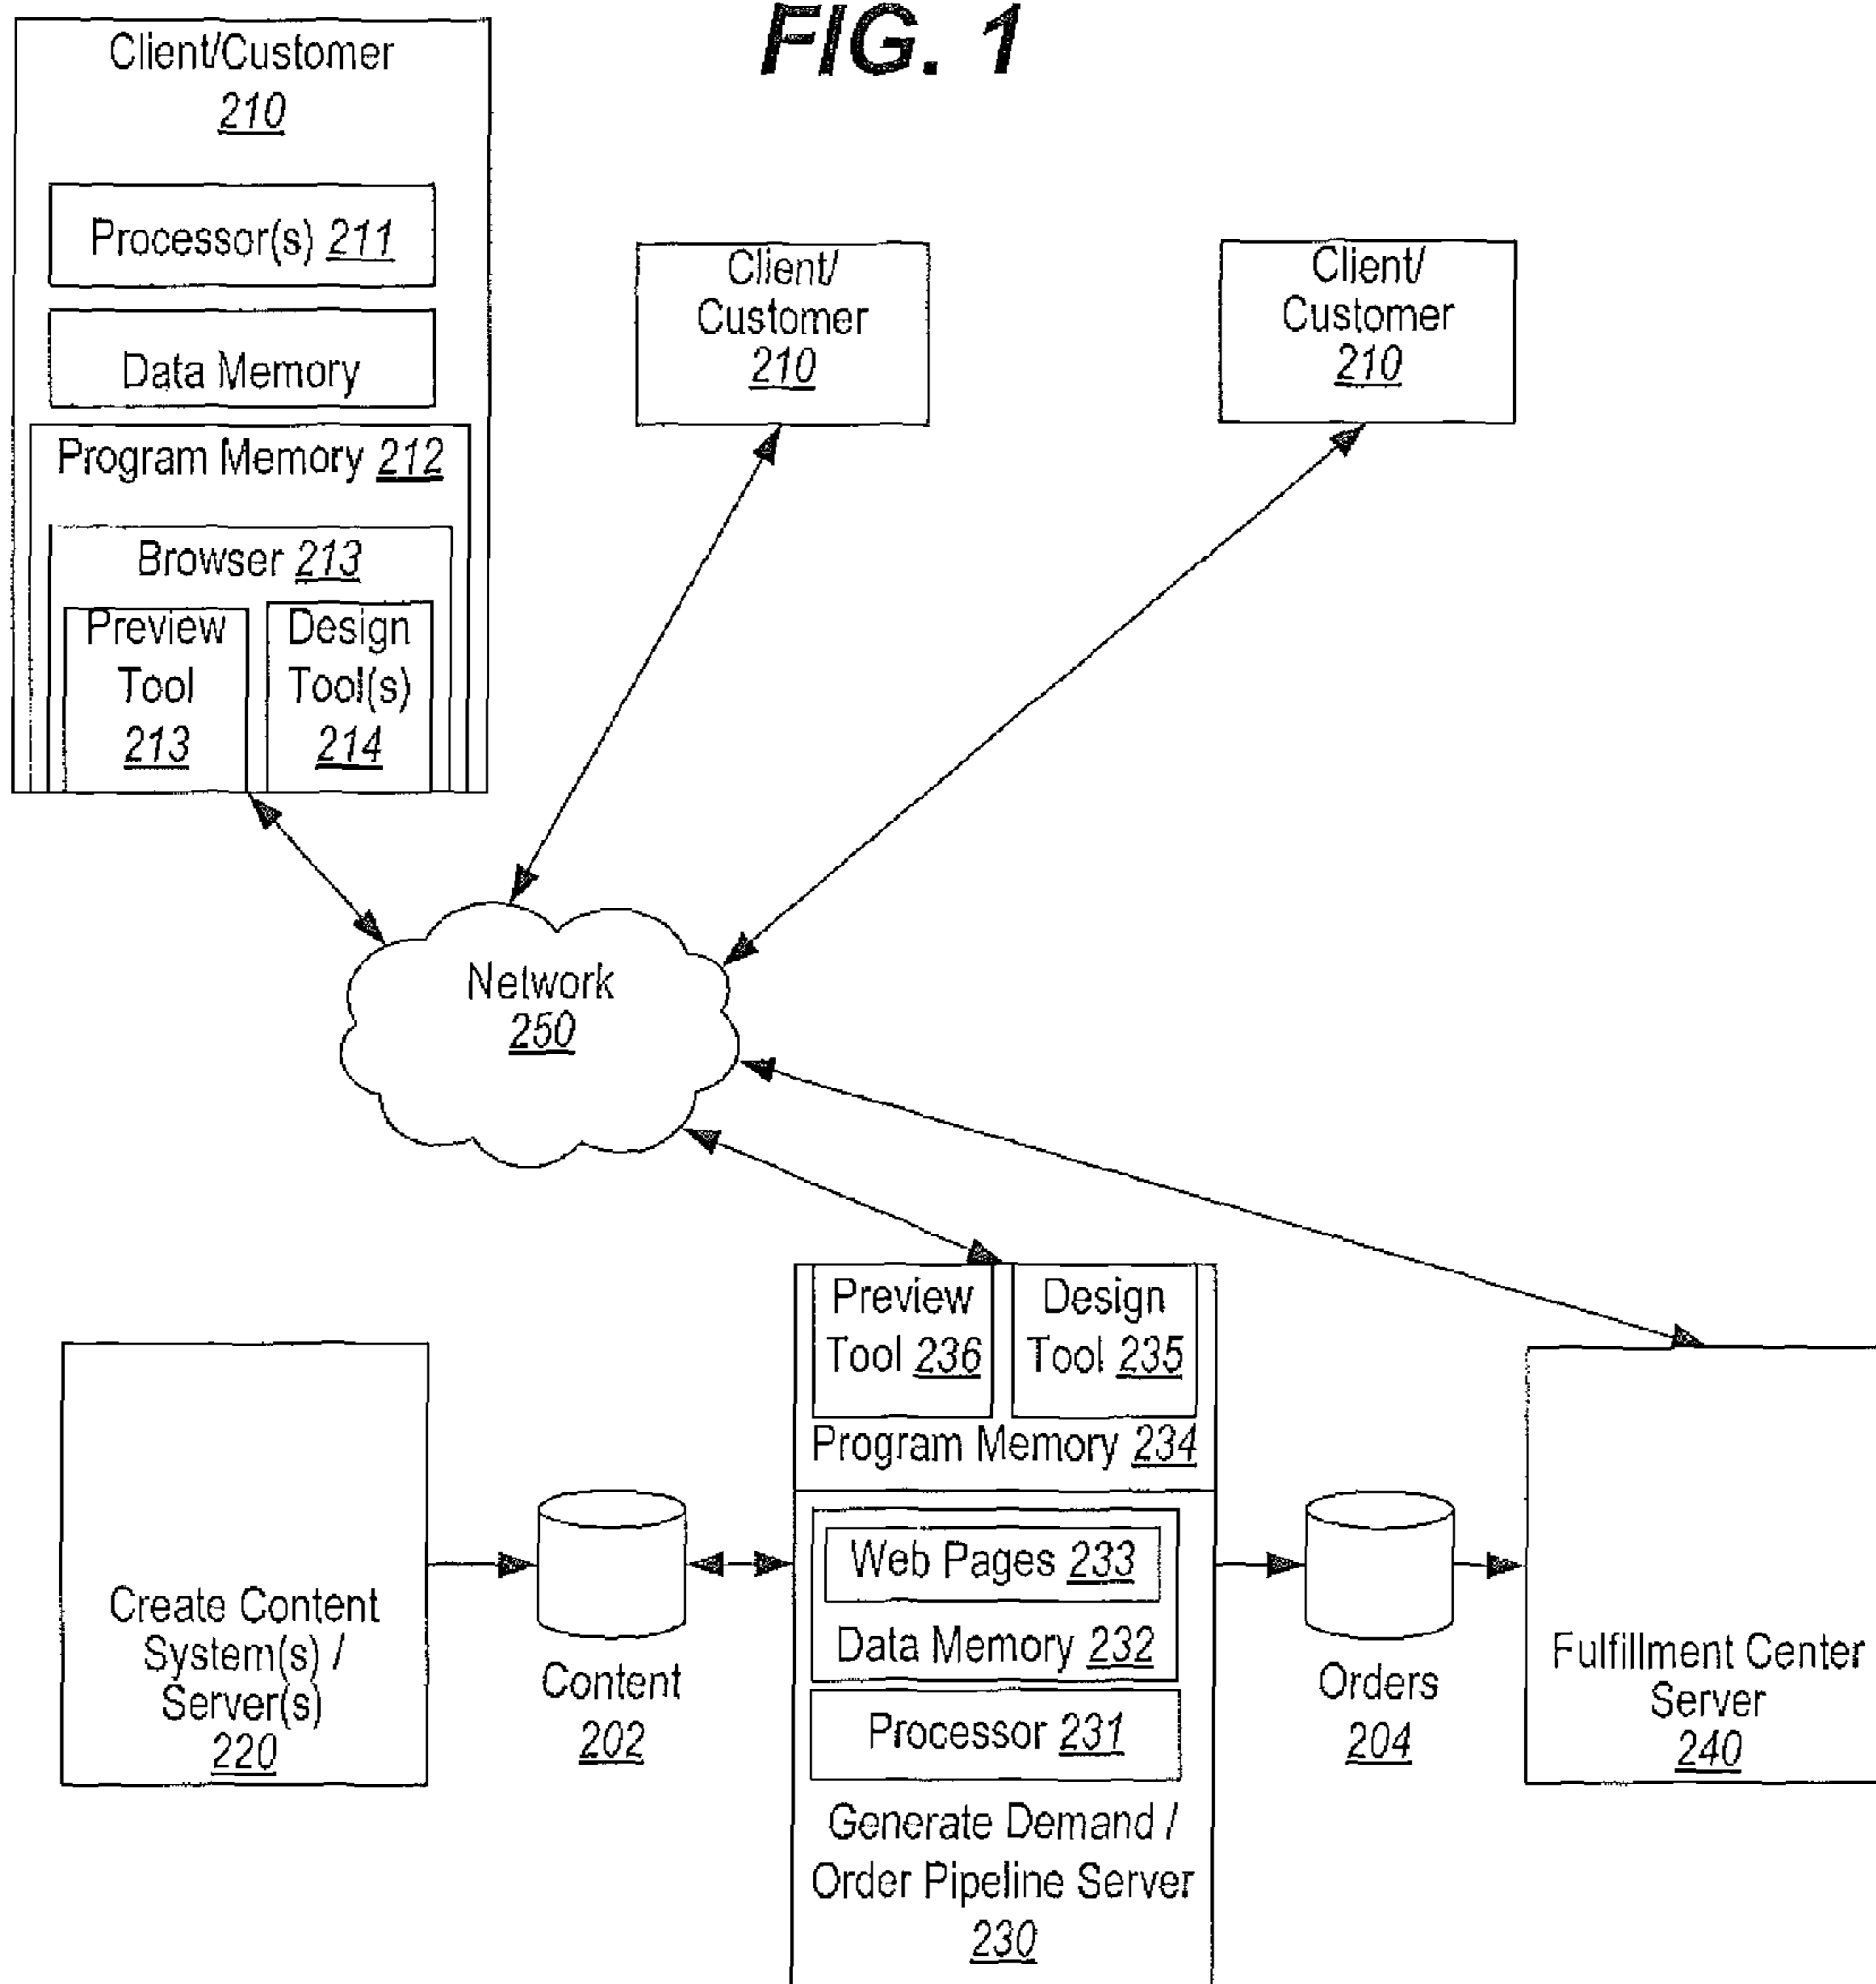 FIG. 1
Client/Customer
210
Processor(s) 211
Data Memory
Program Memory 212
Browser 213
Preview
Tool
213
Design
Tool(s)
214
Client/
Customer
210
Client/
Customer
210
Network
250
Create Content
System(s) /
Server(s)
220
Content
202
Preview
Tool 236
Design
Tool 235
Program Memory 234
Web Pages 233
Data Memory 232
Processor 231
Generate Demand /
Order Pipeline Server
230
Orders
204
Fulfillment Center
Server
240